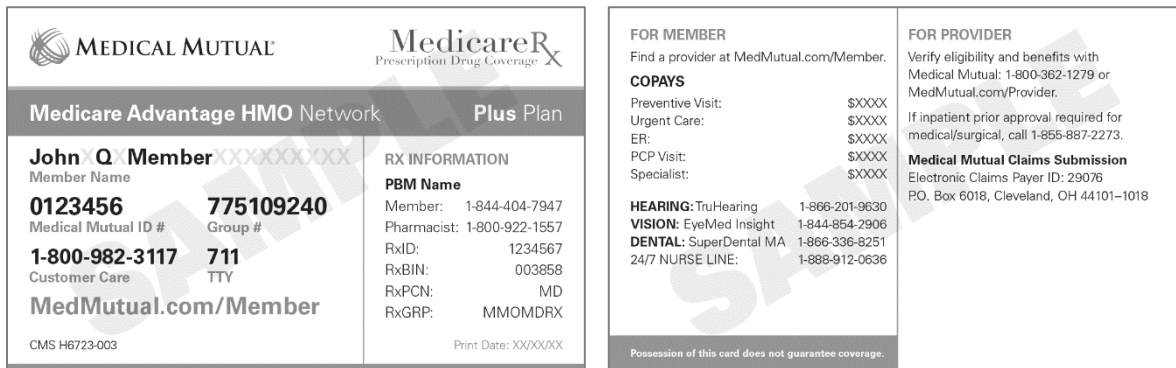 MEDICAL MUTUAL®
MedicareRx
Prescription Drug Coverage
Medicare Advantage HMO Network Plus Plan
John X Q X MemberXXXXXXXXX
Member Name
0123456 775109240
Medical Mutual ID # Group #
1-800-982-3117 711
Customer Care TTY
MedMutual.com/Member
CMS H6723-003
RX INFORMATION
PBM Name
Member: 1-844-404-7947
Pharmacist: 1-800-922-1557
RxID: 1234567
RxBIN: 003858
RxPCN: MD
RxGRP: MMOMDRX
Print Date: XX/XX/XX
SAMPLE
FOR MEMBER
Find a provider at MedMutual.com/Member.
COPAYS
Preventive Visit: $XXXX
Urgent Care: $XXXX
ER: $XXXX
PCP Visit: $XXXX
Specialist: $XXXX
HEARING: TruHearing 1-866-201-9630
VISION: EyeMed Insight 1-844-854-2906
DENTAL: SuperDental MA 1-866-336-8251
24/7 NURSE LINE: 1-888-912-0636
Possession of this card does not guarantee coverage.
FOR PROVIDER
Verify eligibility and benefits with
Medical Mutual: 1-800-362-1279 or
MedMutual.com/Provider.
If inpatient prior approval required for
medical/surgical, call 1-855-887-2273.
Medical Mutual Claims Submission
Electronic Claims Payer ID: 29076
P.O. Box 6018, Cleveland, OH 44101–1018
SAMPLE